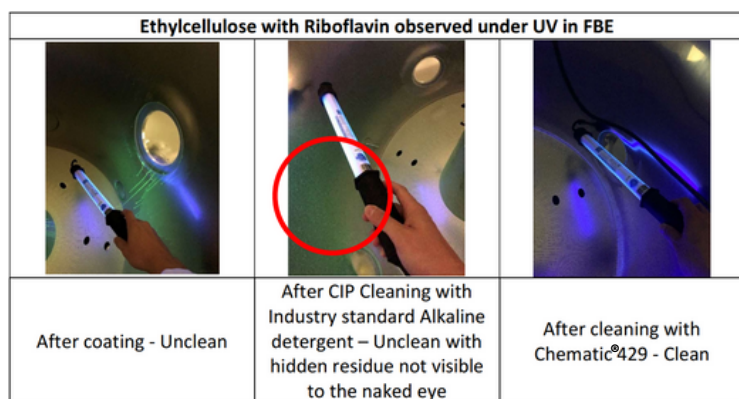 Ethylcellulose with Riboflavin observed under UV in FBE
After coating - Unclean
After CIP Cleaning with
Industry standard Alkaline
detergent – Unclean with
hidden residue not visible
to the naked eye
After cleaning with
Chematic®429 - Clean